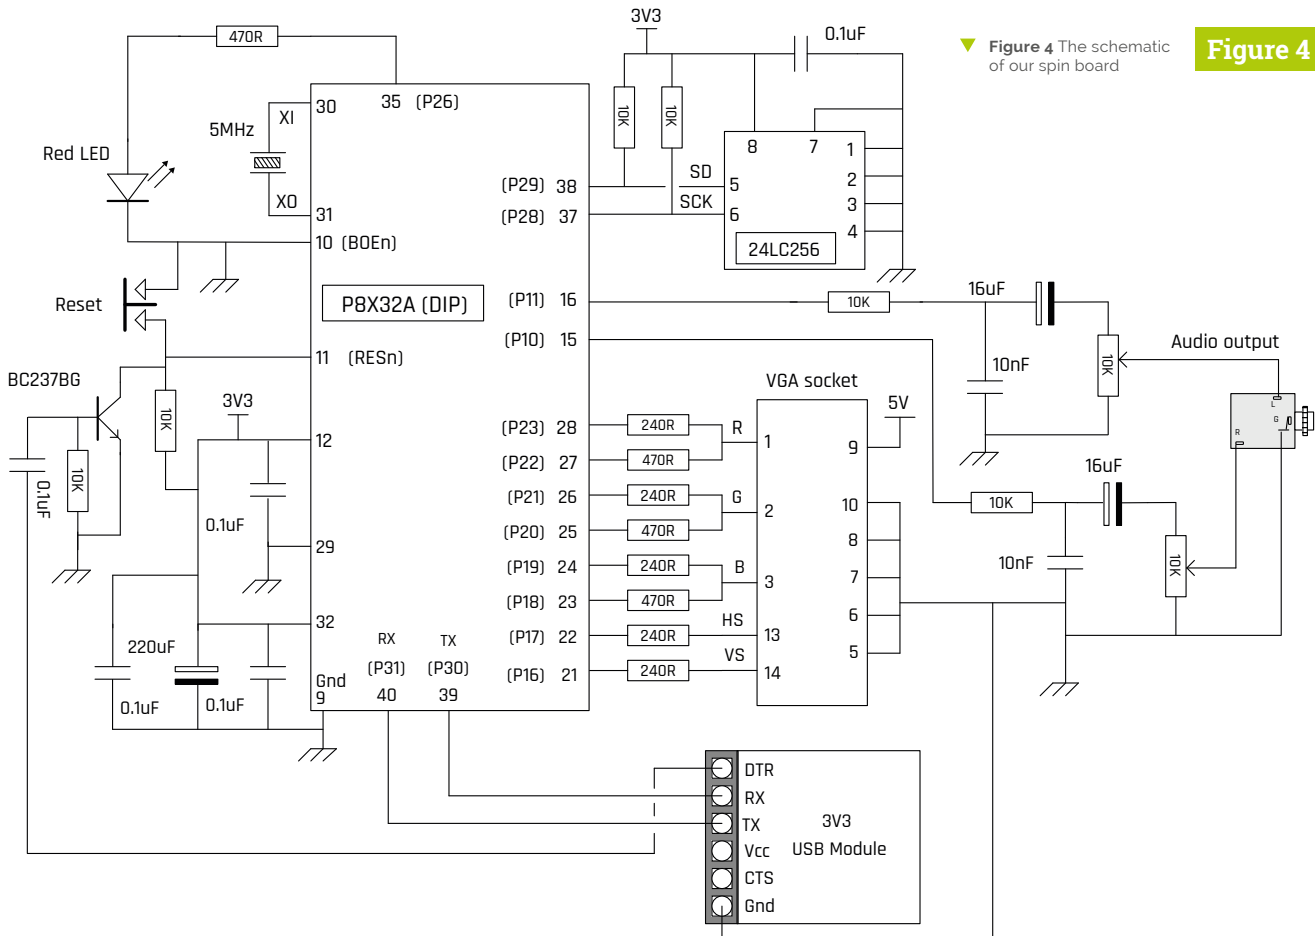 470R
3V3
0.1uF
Figure 4 The schematic
of our spin board
Figure 4
35 (P26)
30
XI
5MHz
XO
31
Red LED
10 (BOEn)
Reset
P8X32A (DIP)
11 (RESn)
BC237BG
10K
10K
3V3
12
0.1uF
0.1uF
29
32
220uF
0.1uF
0.1uF
Gnd
9
RX
(P31)
40
TX
(P30)
39
10K
10K
(P29) 38
SD
(P28) 37
SCK
8
7
5
6
1
2
3
4
24LC256
(P11) 16
10K
16uF
10nF
10K
Audio output
L
G
R
(P10) 15
10K
16uF
10nF
10K
VGA socket
5V
(P23) 28
240R
R
1
(P22) 27
470R
(P21) 26
240R
G
2
(P20) 25
470R
(P19) 24
240R
B
3
(P18) 23
470R
(P17) 22
240R
HS
13
(P16) 21
240R
VS
14
9
10
8
7
6
5
DTR
RX
TX
Vcc
CTS
Gnd
3V3
USB Module